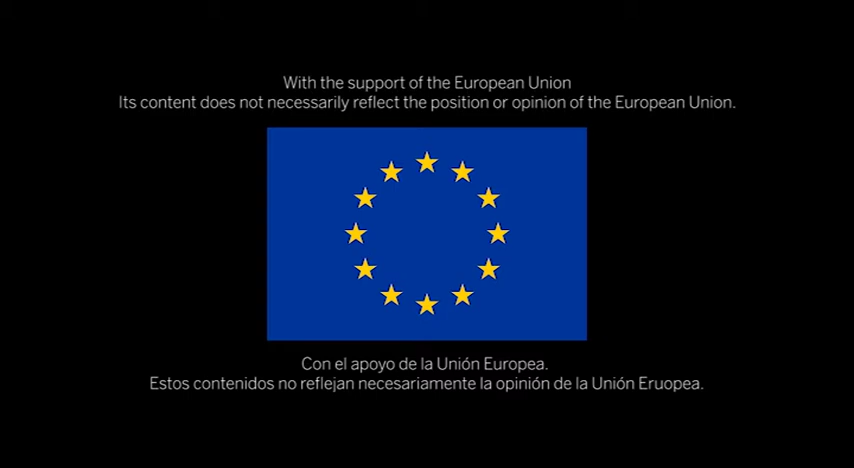 With the support of the European Union
Its content does not necessarily reflect the position or opinion of the European Union.
Con el apoyo de la Unión Europea.
Estos contenidos no reflejan necesariamente la opinión de la Unión Eruopea.